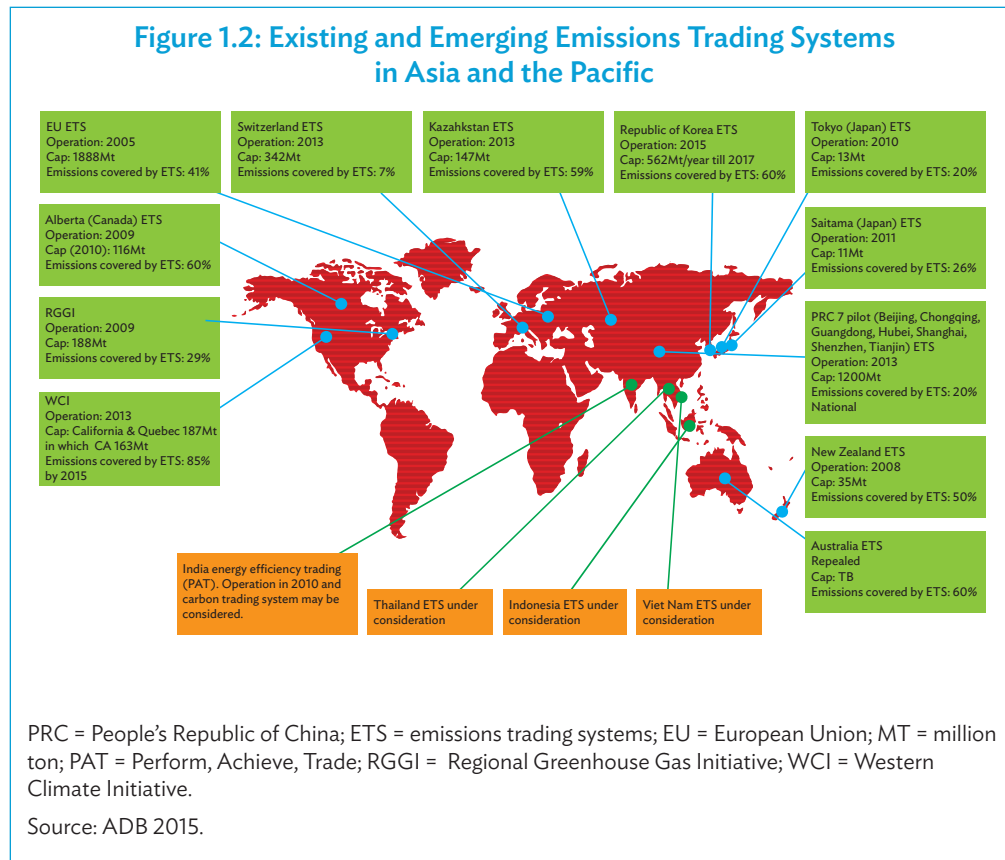 Figure 1.2: Existing and Emerging Emissions Trading Systems
in Asia and the Pacific
EU ETS
Operation: 2005
Cap: 1888Mt
Emissions covered by ETS: 41%
Switzerland ETS
Operation: 2013
Cap: 342Mt
Emissions covered by ETS: 7%
Kazahkstan ETS
Operation: 2013
Cap: 147Mt
Emissions covered by ETS: 59%
Republic of Korea ETS
Operation: 2015
Cap: 562Mt/year till 2017
Emissions covered by ETS: 60%
Tokyo (Japan) ETS
Operation: 2010
Cap: 13Mt
Emissions covered by ETS: 20%
Alberta (Canada) ETS
Operation: 2009
Cap (2010): 116Mt
Emissions covered by ETS: 60%
Saitama (Japan) ETS
Operation: 2011
Cap: 11Mt
Emissions covered by ETS: 26%
RGGI
Operation: 2009
Cap: 188Mt
Emissions covered by ETS: 29%
PRC 7 pilot (Beijing, Chongqing,
Guangdong, Hubei, Shanghai,
Shenzhen, Tianjin) ETS
Operation: 2013
Cap: 1200Mt
Emissions covered by ETS: 20%
National
WCI
Operation: 2013
Cap: California & Quebec 187Mt
in which CA 163Mt
Emissions covered by ETS: 85%
by 2015
New Zealand ETS
Operation: 2008
Cap: 35Mt
Emissions covered by ETS: 50%
Australia ETS
Repealed
Cap: TB
Emissions covered by ETS: 60%
India energy efficiency trading
(PAT). Operation in 2010 and
carbon trading system may be
considered.
Thailand ETS under
consideration
Indonesia ETS under
consideration
Viet Nam ETS under
consideration
PRC = People's Republic of China; ETS = emissions trading systems; EU = European Union; MT = million
ton; PAT = Perform, Achieve, Trade; RGGI = Regional Greenhouse Gas Initiative; WCI = Western
Climate Initiative.
Source: ADB 2015.